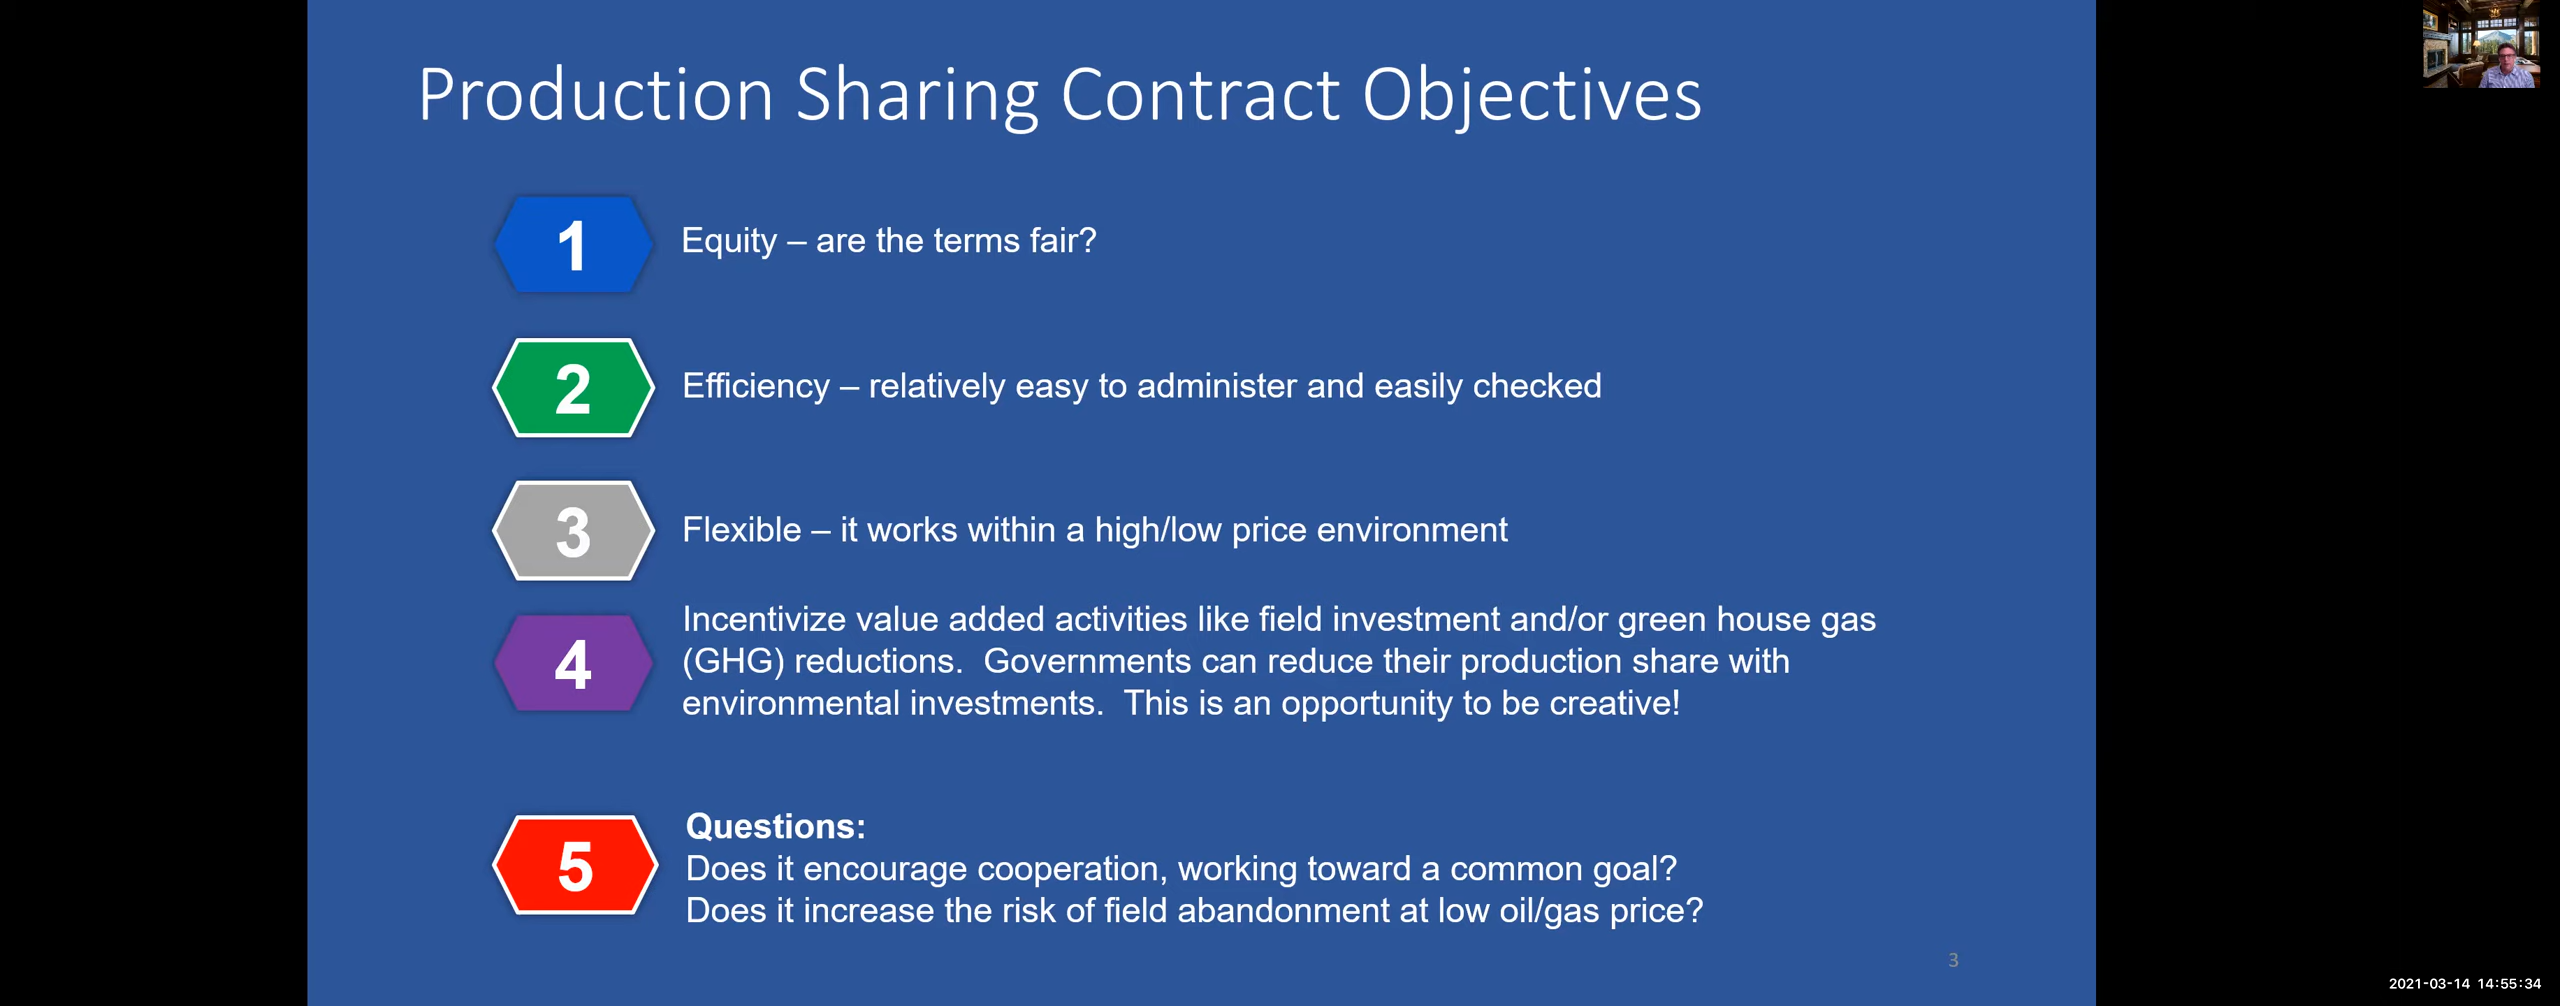 Production Sharing Contract Objectives
1
Equity – are the terms fair?
2
Efficiency – relatively easy to administer and easily checked
3
Flexible – it works within a high/low price environment
4
Incentivize value added activities like field investment and/or green house gas
(GHG) reductions.  Governments can reduce their production share with
environmental investments.  This is an opportunity to be creative!
5
Questions:
Does it encourage cooperation, working toward a common goal?
Does it increase the risk of field abandonment at low oil/gas price?
3
2021-03-14 14:55:34